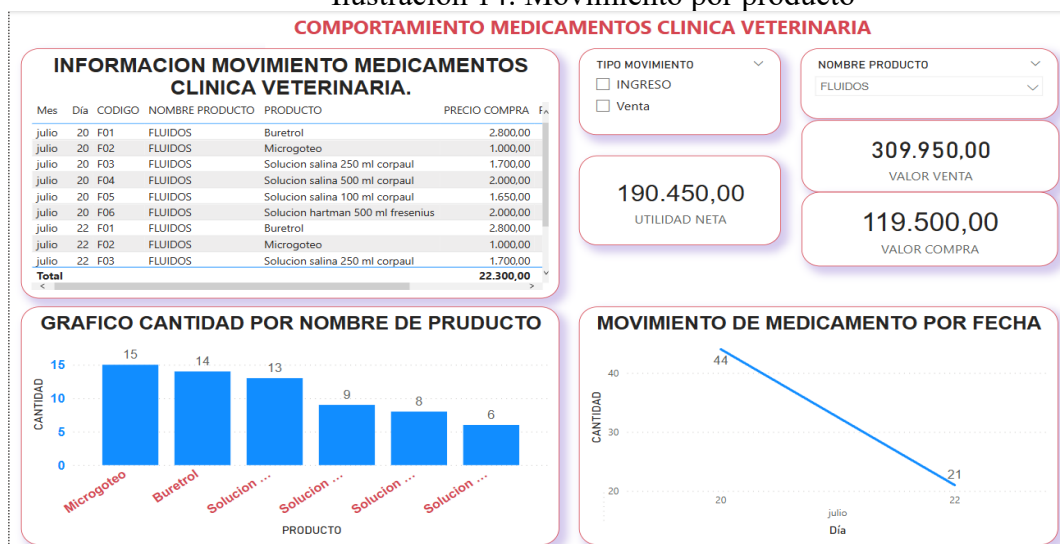 Ilustración 14. Movimiento por producto
COMPORTAMIENTO MEDICAMENTOS CLINICA VETERINARIA
INFORMACION MOVIMIENTO MEDICAMENTOS
CLINICA VETERINARIA.
Mes Día CODIGO NOMBRE PRODUCTO PRODUCTO PRECIO COMPRA
julio 20 F01 FLUIDOS Buretrol 2.800,00
julio 20 F02 FLUIDOS Microgoteo 1.000,00
julio 20 F03 FLUIDOS Solucion salina 250 ml corpaul 1.700,00
julio 20 F04 FLUIDOS Solucion salina 500 ml corpaul 2.000,00
julio 20 F05 FLUIDOS Solucion salina 100 ml corpaul 1.650,00
julio 20 F06 FLUIDOS Solucion hartman 500 ml fresenius 2.000,00
julio 22 F01 FLUIDOS Buretrol 2.800,00
julio 22 F02 FLUIDOS Microgoteo 1.000,00
julio 22 F03 FLUIDOS Solucion salina 250 ml corpaul 1.700,00
Total 22.300,00
TIPO MOVIMIENTO
INGRESO
Venta
NOMBRE PRODUCTO
FLUIDOS
190.450,00
UTILIDAD NETA
309.950,00
VALOR VENTA
119.500,00
VALOR COMPRA
GRAFICO CANTIDAD POR NOMBRE DE PRUDUCTO
CANTIDAD
15
10
5
0
15
14
13
9
8
6
Microgoteo
Buretrol
Solucion ...
Solucion ...
Solucion ...
Solucion ...
PRODUCTO
MOVIMIENTO DE MEDICAMENTO POR FECHA
CANTIDAD
40
30
20
44
21
20
22
julio
Día